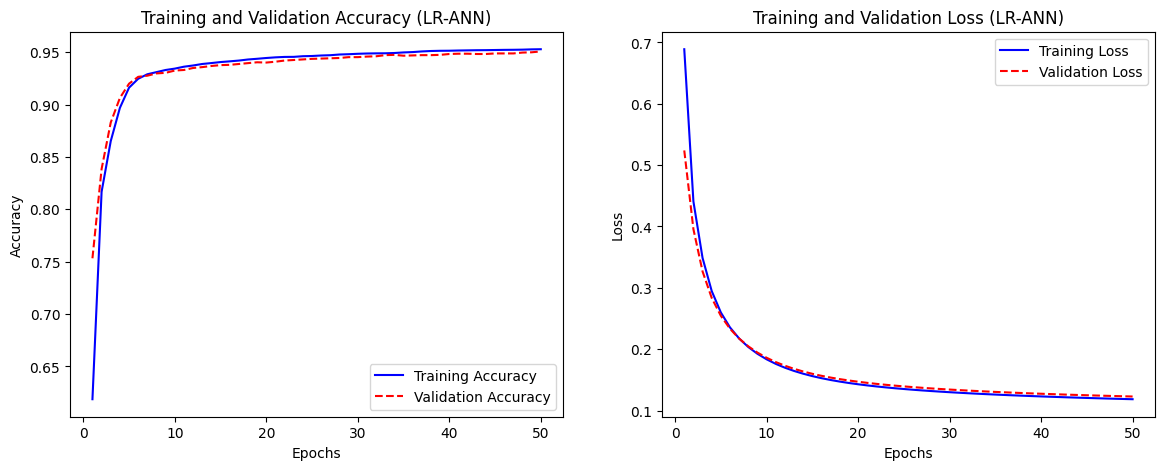 Training and Validation Accuracy (LR-ANN)
Accuracy
0.95
0.90
0.85
0.80
0.75
0.70
0.65
0 10 20 30 40 50
Epochs
Training Accuracy
Validation Accuracy
Training and Validation Loss (LR-ANN)
Loss
0.7
0.6
0.5
0.4
0.3
0.2
0.1
0 10 20 30 40 50
Epochs
Training Loss
Validation Loss